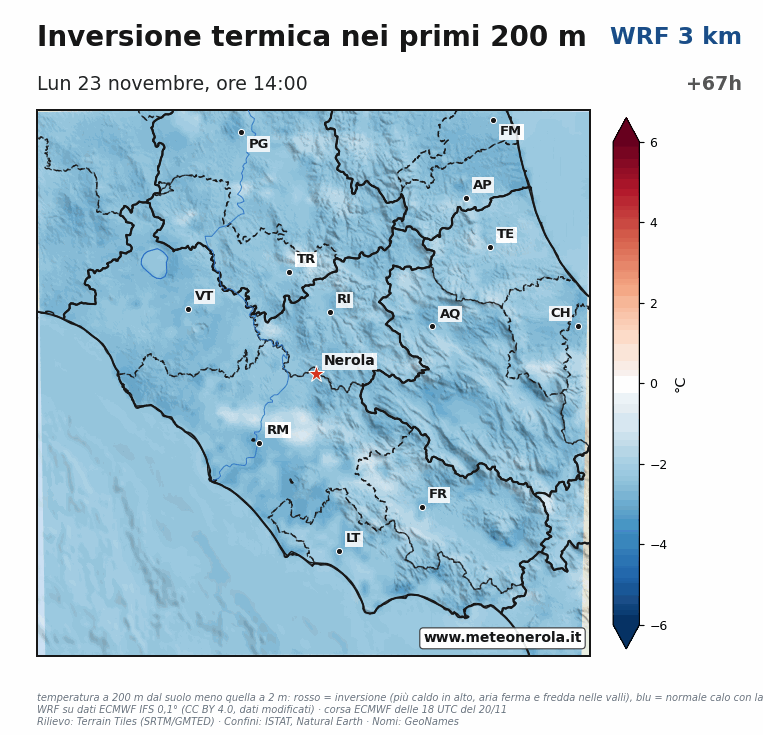 Inversione termica nei primi 200 m
WRF 3 km
Lun 23 novembre, ore 14:00
+67h
FM
PG
AP
TE
TR
VT
RI
AQ
CH
Nerola
RM
FR
LT
www.meteonerola.it
6
4
2
0
−2
−4
−6
°C
temperatura a 200 m dal suolo meno quella a 2 m: rosso = inversione (più caldo in alto, aria ferma e fredda nelle valli), blu = normale calo con la
WRF su dati ECMWF IFS 0,1° (CC BY 4.0, dati modificati) · corsa ECMWF delle 18 UTC del 20/11
Rilievo: Terrain Tiles (SRTM/GMTED) · Confini: ISTAT, Natural Earth · Nomi: GeoNames